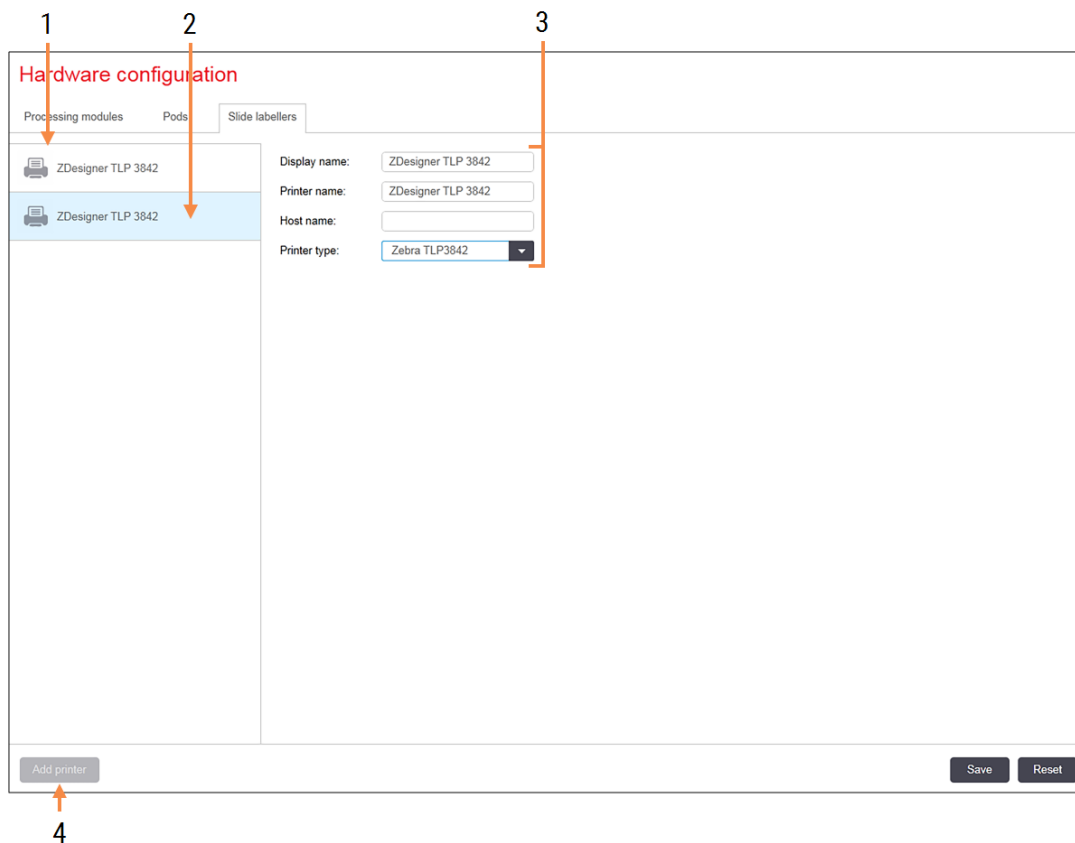 1 2 3
Hardware configuration
Processing modules Pods Slide labellers
ZDesigner TLP 3842
ZDesigner TLP 3842
Display name: ZDesigner TLP 3842
Printer name: ZDesigner TLP 3842
Host name:
Printer type: Zebra TLP3842
Add printer Save Reset
4